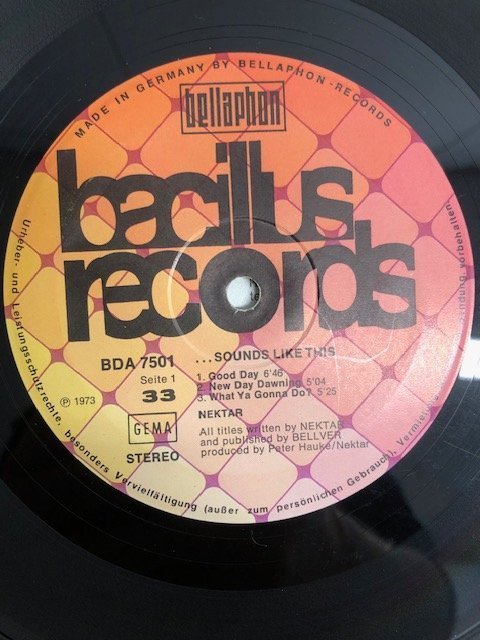 MADE IN GERMANY BY BELLAPHON-RECORDS
bellaphon
bacillus
records
BDA 7501
Seite 1
33
℗ 1973
GEMA
STEREO
...SOUNDS LIKE THIS
1. Good Day 6'46
2. New Day Dawning 5'04
3. What Ya Gonna Do? 5'25
NEKTAR
All titles written by NEKTAR
and published by BELLVER
produced by Peter Hauke/Nektar
Urheber- und Leistungsschutzrechte, besonders Vervielfältigung (außer zum persönlichen Gebrauch), Vermietung, Sendung vorbehalten.